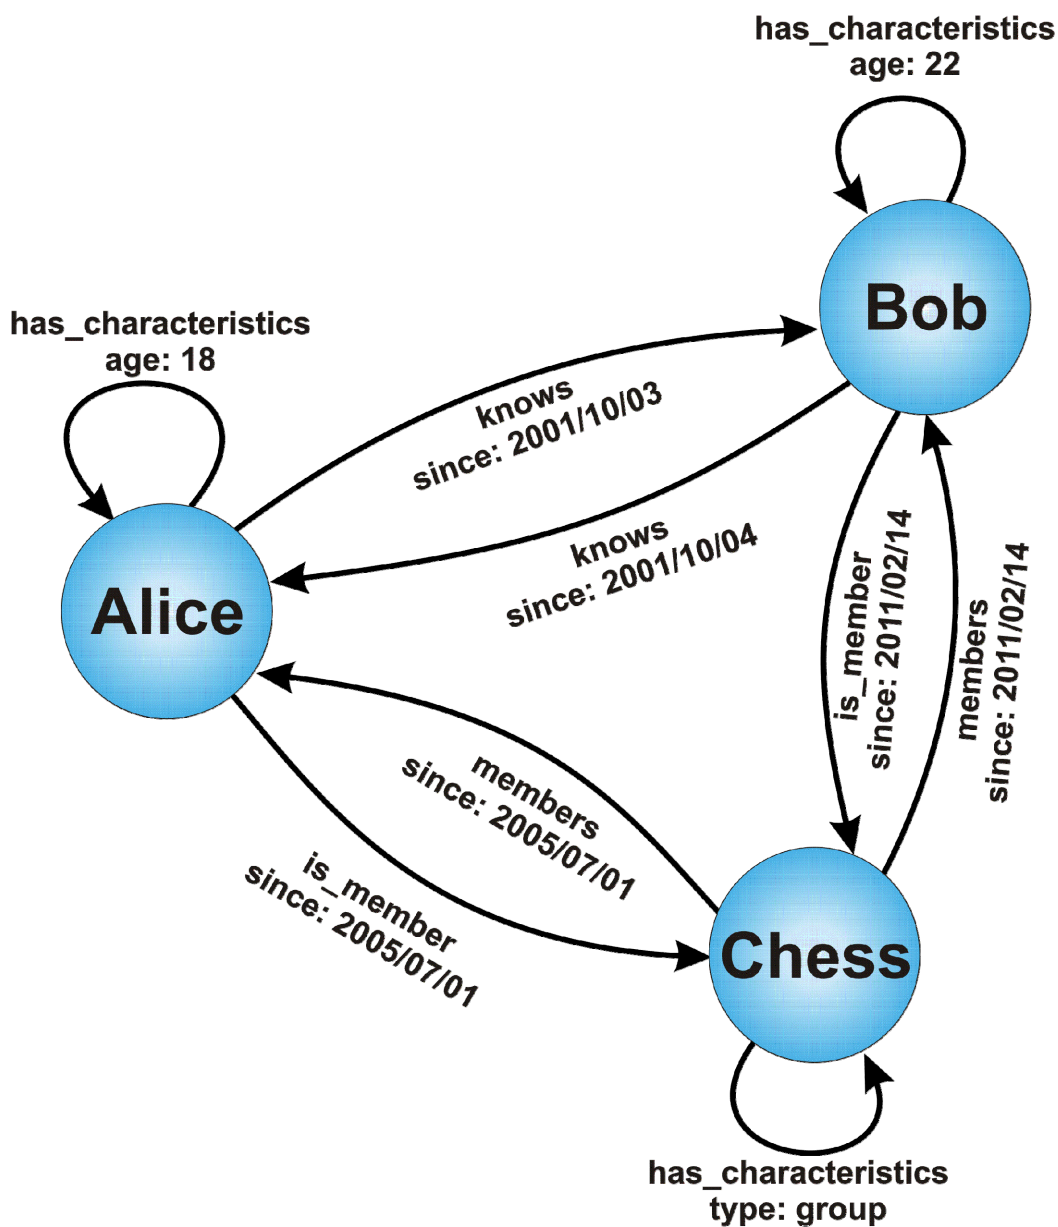 has_characteristics
age: 22
Bob
has_characteristics
age: 18
knows
since: 2001/10/03
knows
since: 2001/10/04
Alice
is_member
since: 2011/02/14
members
since: 2011/02/14
members
since: 2005/07/01
is_member
since: 2005/07/01
Chess
has_characteristics
type: group